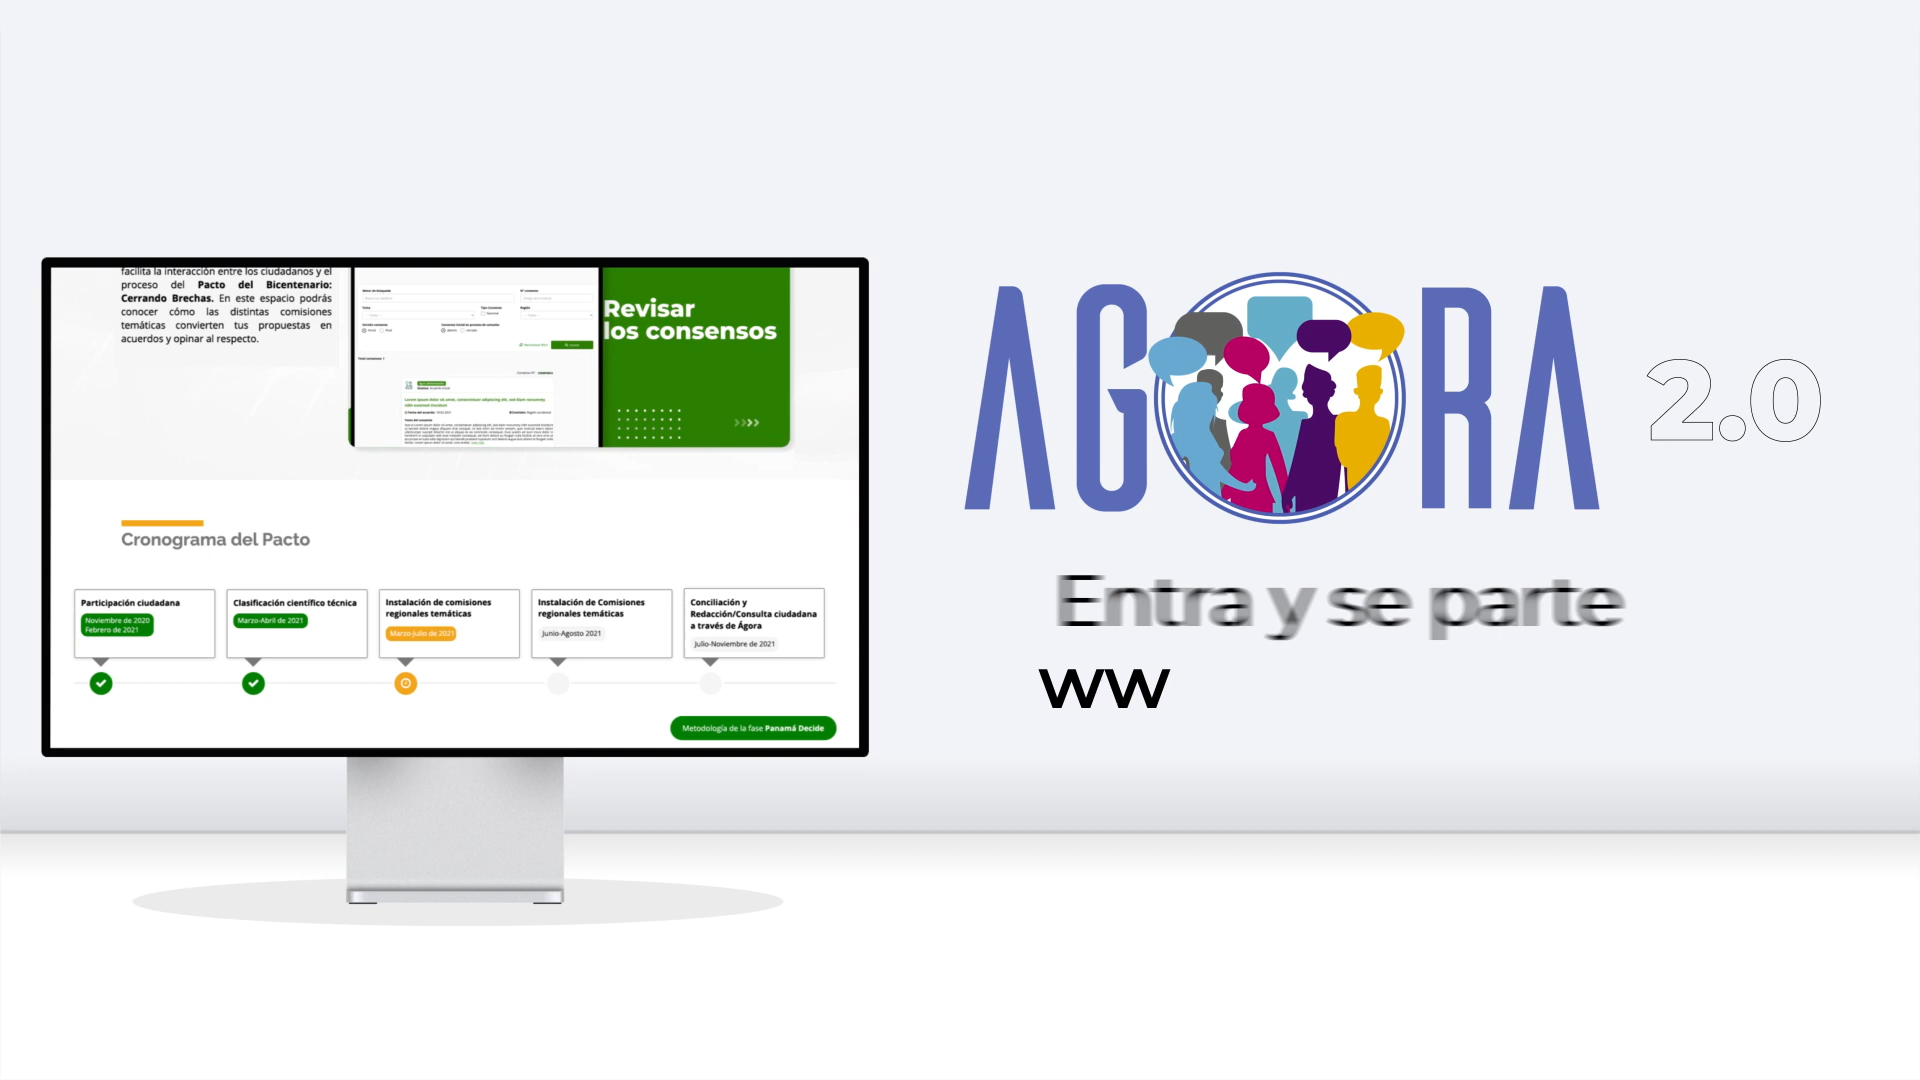 facilita la interacción entre los ciudadanos y el
proceso del Pacto del Bicentenario:
Cerrando Brechas. En este espacio podrás
conocer cómo las distintas comisiones
temáticas convierten tus propuestas en
acuerdos y opinar al respecto.
Revisar
los consensos
Cronograma del Pacto
Participación ciudadana
Noviembre de 2020
Febrero de 2021
Clasificación científico técnica
Marzo-Abril de 2021
Instalación de comisiones
regionales temáticas
Marzo-Julio de 2021
Instalación de Comisiones
regionales temáticas
Junio-Agosto 2021
Conciliación y
Redacción/Consulta ciudadana
a través de Ágora
Julio-Noviembre de 2021
Metodología de la fase Panamá Decide
AGORA 2.0
Entra y se parte
ww